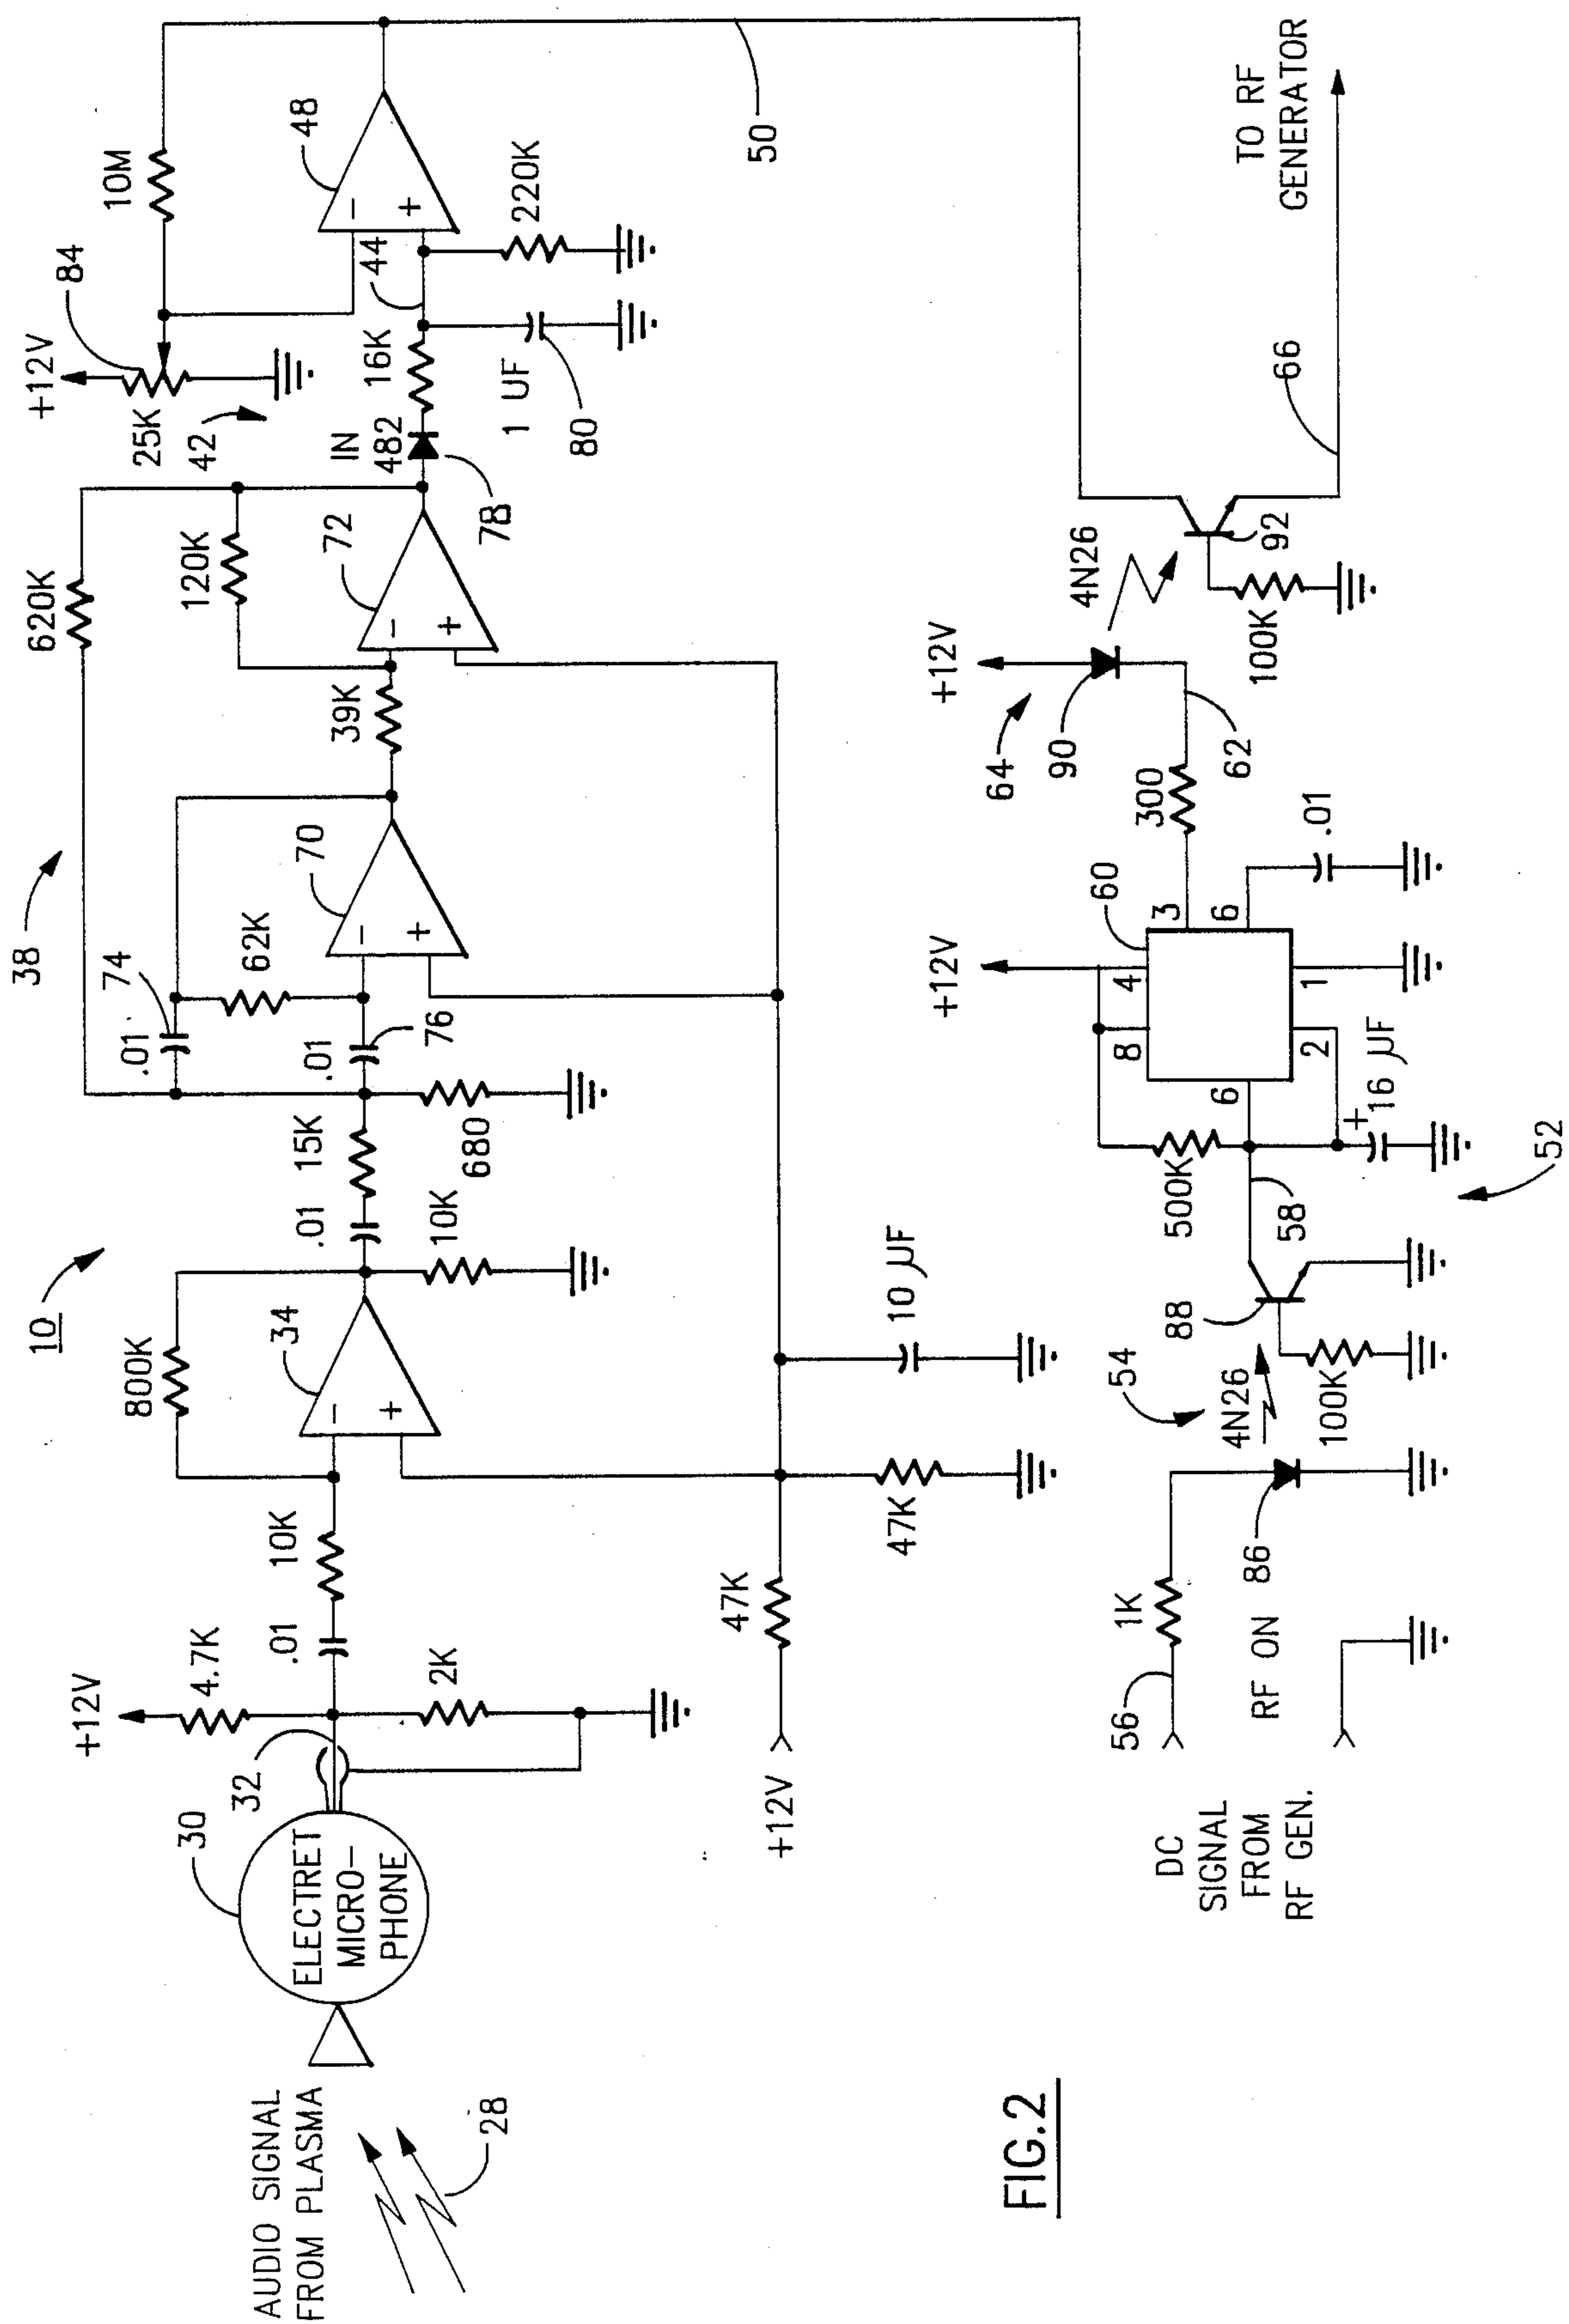 10
38
+12V
4.7K
.01
10K
800K
34
−
+
10K
.01
15K
680
.01
74
.01
76
62K
70
−
+
39K
620K
120K
72
−
+
IN
482
78
16K
1 UF
80
44
220K
+12V
25K
84
42
10M
48
−
+
50
30
32
ELECTRET
MICRO–
PHONE
2K
AUDIO SIGNAL
FROM PLASMA
28
+12V
47K
47K
10 µF
DC
SIGNAL
FROM
RF GEN.
56
1K
RF ON
86
54
4N26
88
100K
58
500K
+
16 µF
52
+12V
60
8
4
6
2
1
3
6
.01
300
62
64
+12V
90
4N26
92
100K
66
TO RF
GENERATOR
FIG.2